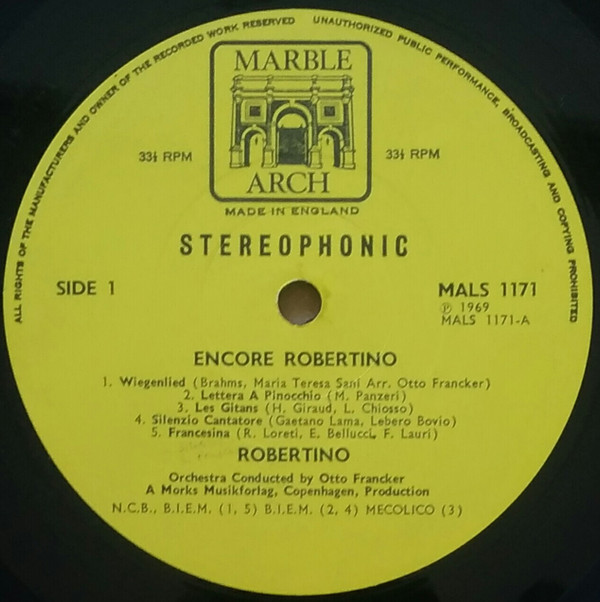 ALL RIGHTS OF THE MANUFACTURERS AND OWNER OF THE RECORDED WORK RESERVED UNAUTHORIZED PUBLIC PERFORMANCE, BROADCASTING AND COPYING PROHIBITED
MARBLE
ARCH
33⅓ RPM
33⅓ RPM
MADE IN ENGLAND
STEREOPHONIC
SIDE 1
MALS 1171
℗ 1969
MALS 1171-A
ENCORE ROBERTINO
1. Wiegenlied (Brahms, Maria Teresa Sani Arr. Otto Francker)
2. Lettera A Pinocchio (M. Panzeri)
3. Les Gitans (H. Giraud, L. Chiosso)
4. Silenzio Cantatore (Gaetano Lama, Lebero Bovio)
5. Francesina (R. Loreti, E. Bellucci, F. Lauri)
ROBERTINO
Orchestra Conducted by Otto Francker
A Morks Musikforlag, Copenhagen, Production
N.C.B., B.I.E.M. (1, 5) B.I.E.M. (2, 4) MECOLICO (3)